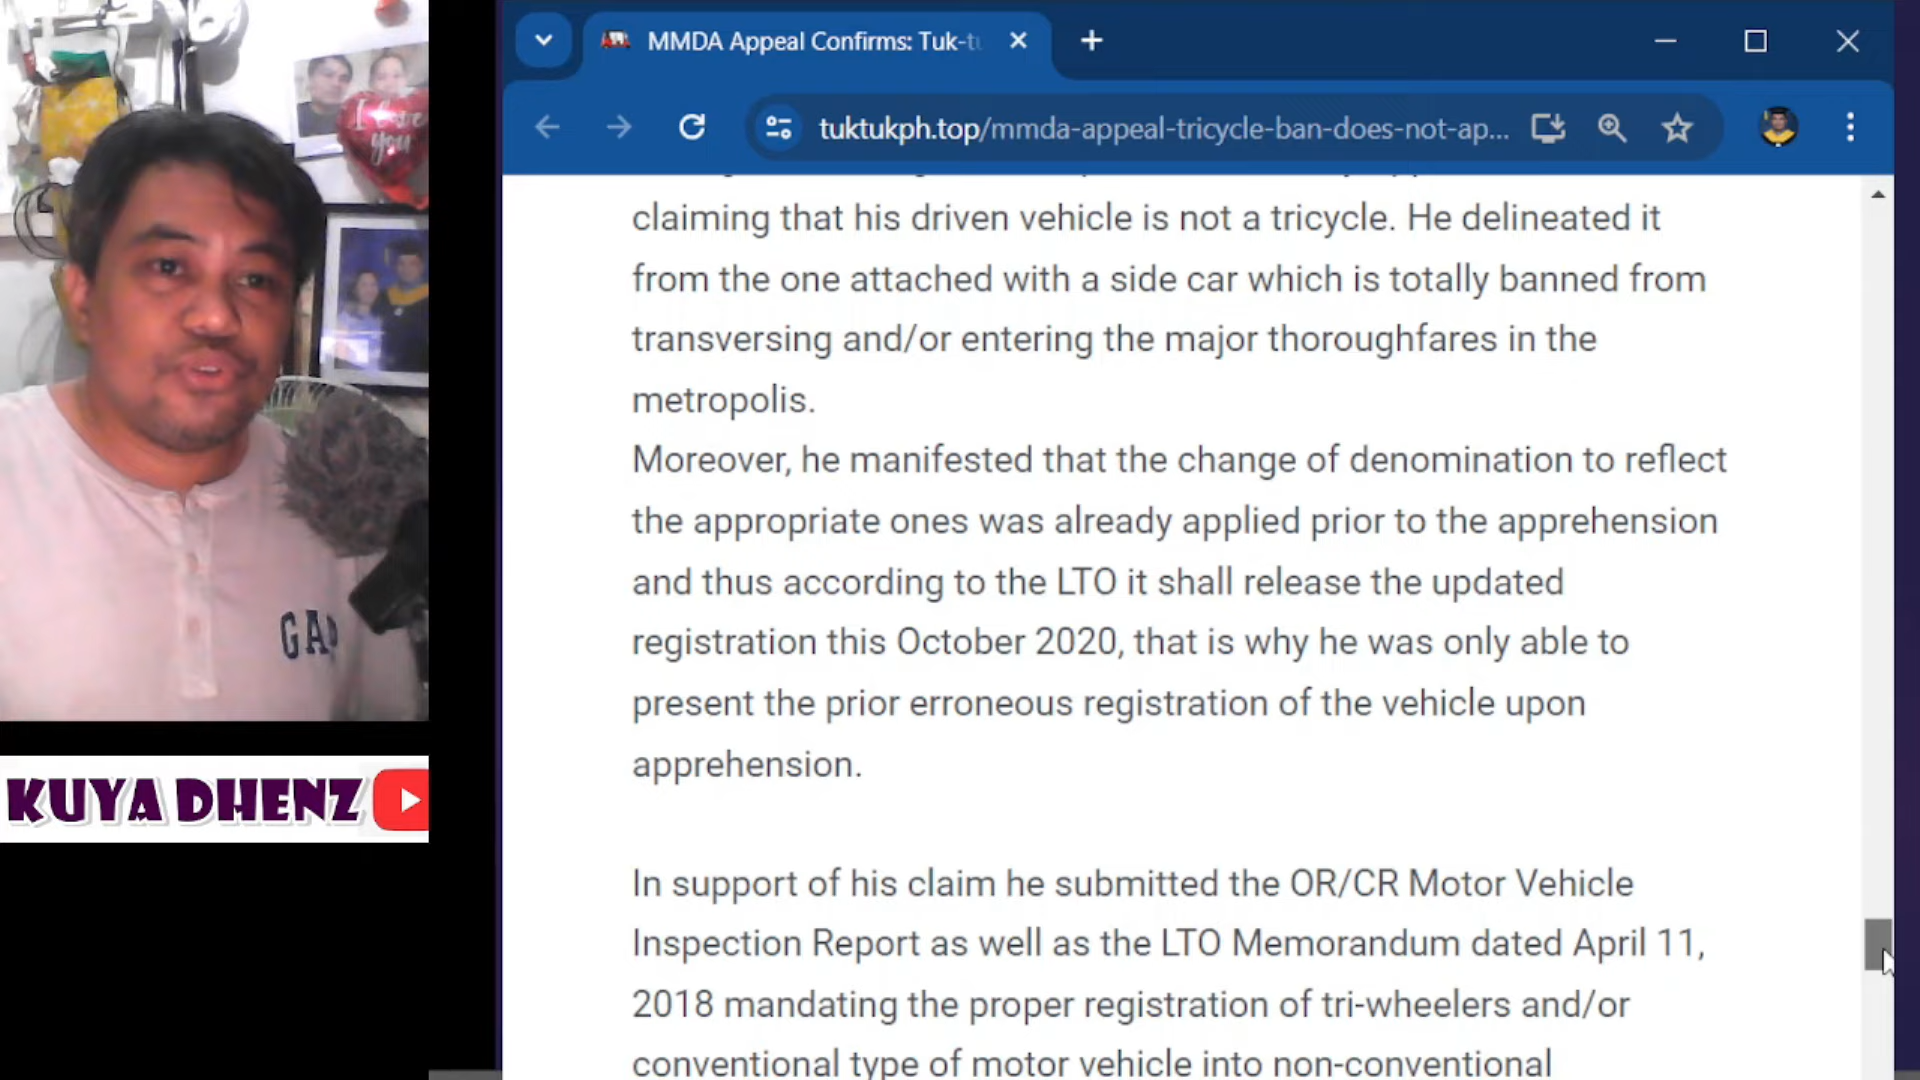 MMDA Appeal Confirms: Tuk-tu
tuktukph.top/mmda-appeal-tricycle-ban-does-not-ap...
I love
you
claiming that his driven vehicle is not a tricycle. He delineated it
from the one attached with a side car which is totally banned from
transversing and/or entering the major thoroughfares in the
metropolis.
Moreover, he manifested that the change of denomination to reflect
the appropriate ones was already applied prior to the apprehension
and thus according to the LTO it shall release the updated
registration this October 2020, that is why he was only able to
present the prior erroneous registration of the vehicle upon
apprehension.
GAP
KUYA DHENZ
In support of his claim he submitted the OR/CR Motor Vehicle
Inspection Report as well as the LTO Memorandum dated April 11,
2018 mandating the proper registration of tri-wheelers and/or
conventional type of motor vehicle into non-conventional